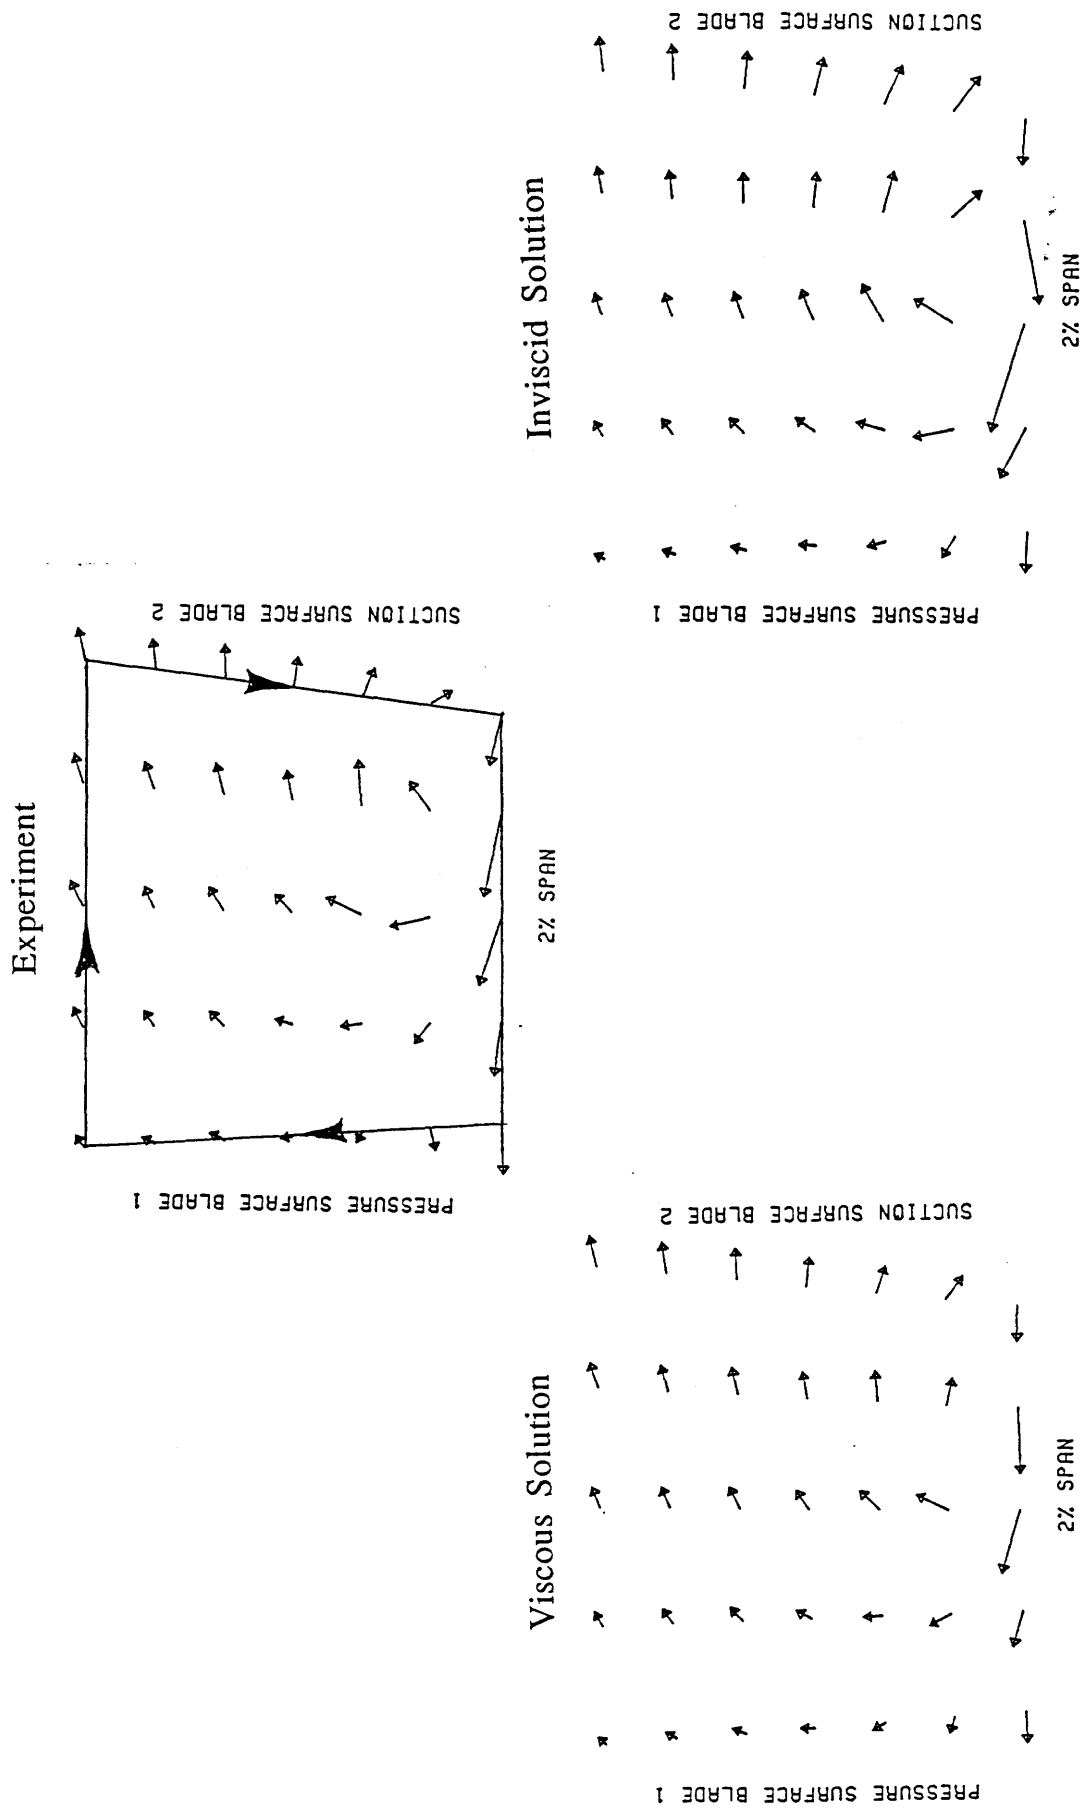 Experiment
PRESSURE SURFACE BLADE 1
SUCTION SURFACE BLADE 2
2% SPAN
Viscous Solution
PRESSURE SURFACE BLADE 1
SUCTION SURFACE BLADE 2
2% SPAN
Inviscid Solution
PRESSURE SURFACE BLADE 1
SUCTION SURFACE BLADE 2
2% SPAN